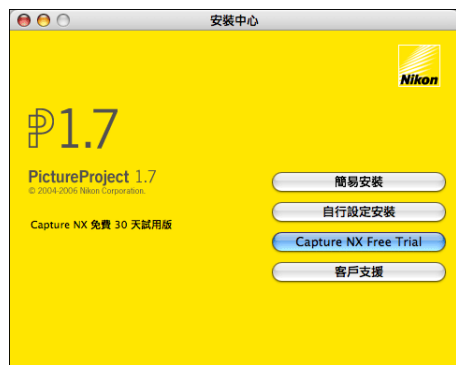 安裝中心
Nikon
P1.7
PictureProject 1.7
© 2004-2006 Nikon Corporation.
Capture NX 免費 30 天試用版
簡易安裝
自行設定安裝
Capture NX Free Trial
客戶支援